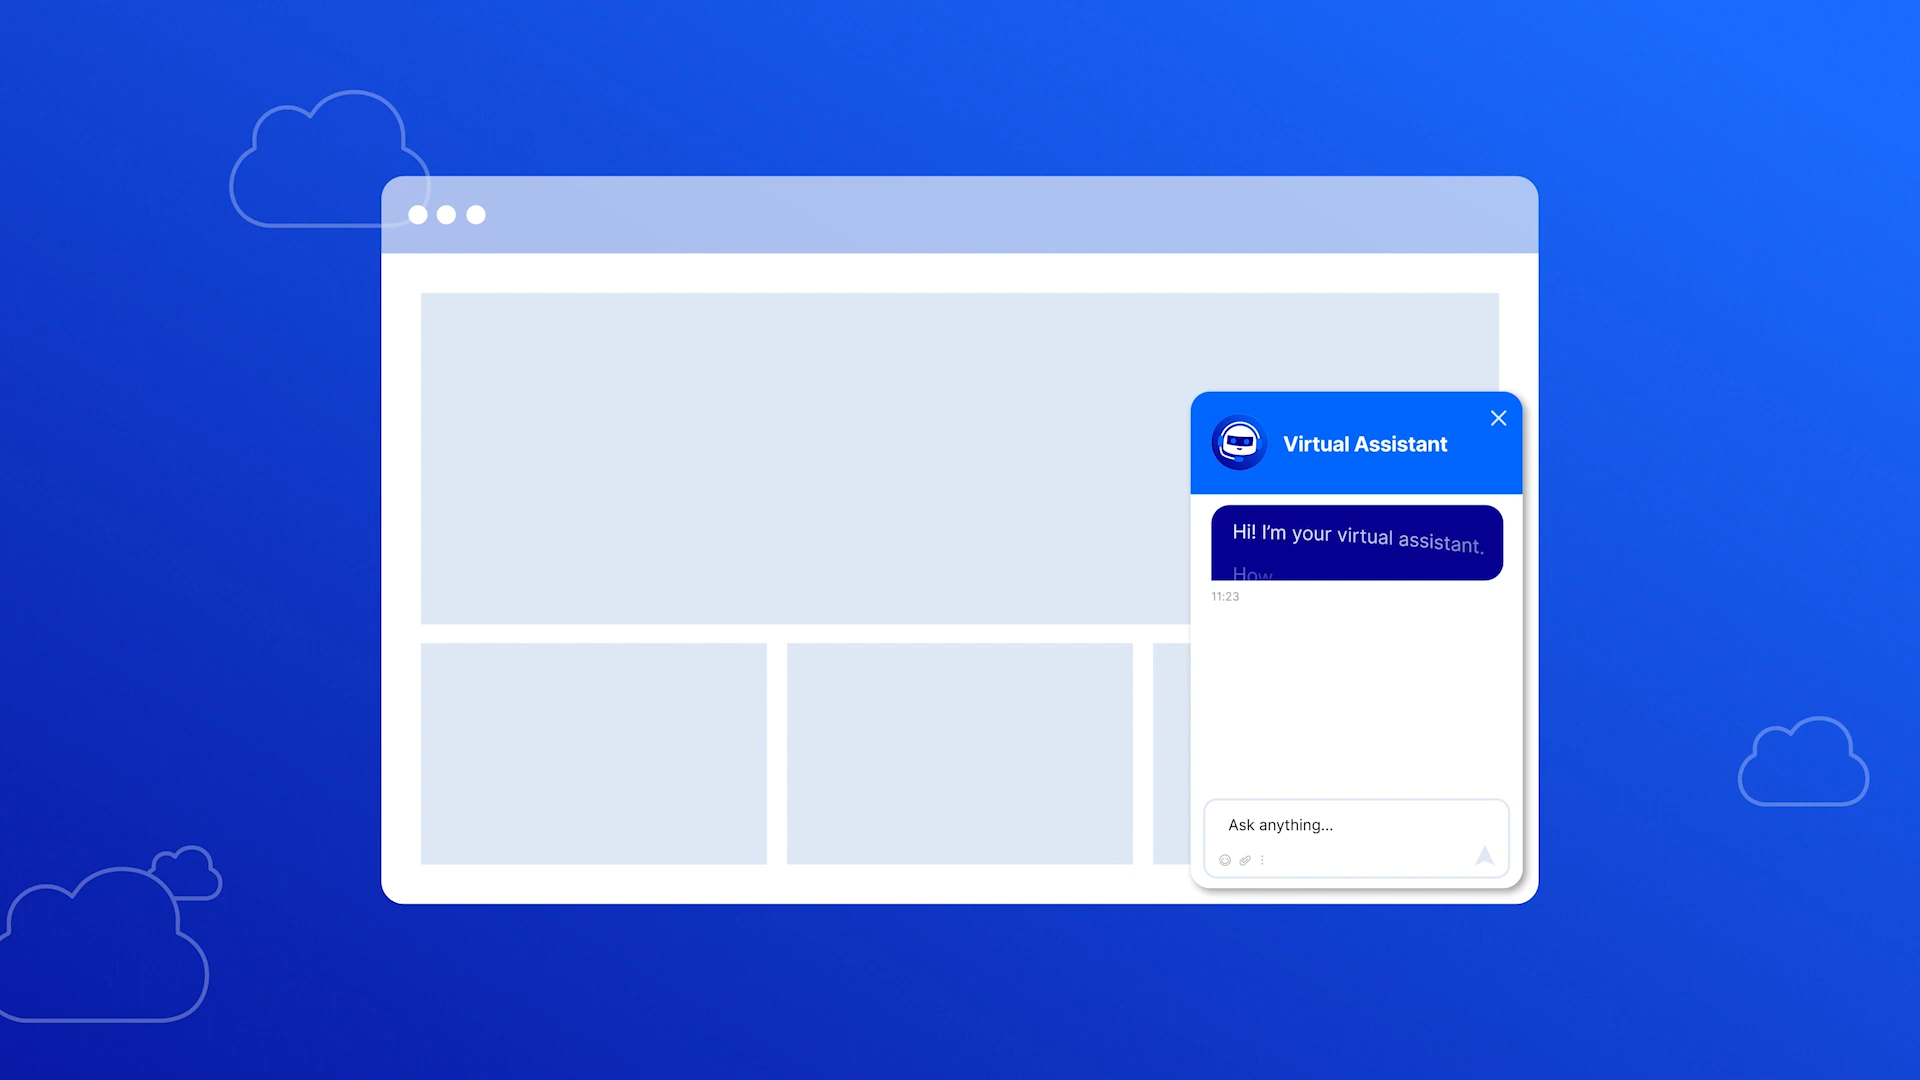 Virtual Assistant
Hi! I’m your virtual assistant.
How
11:23
Ask anything...